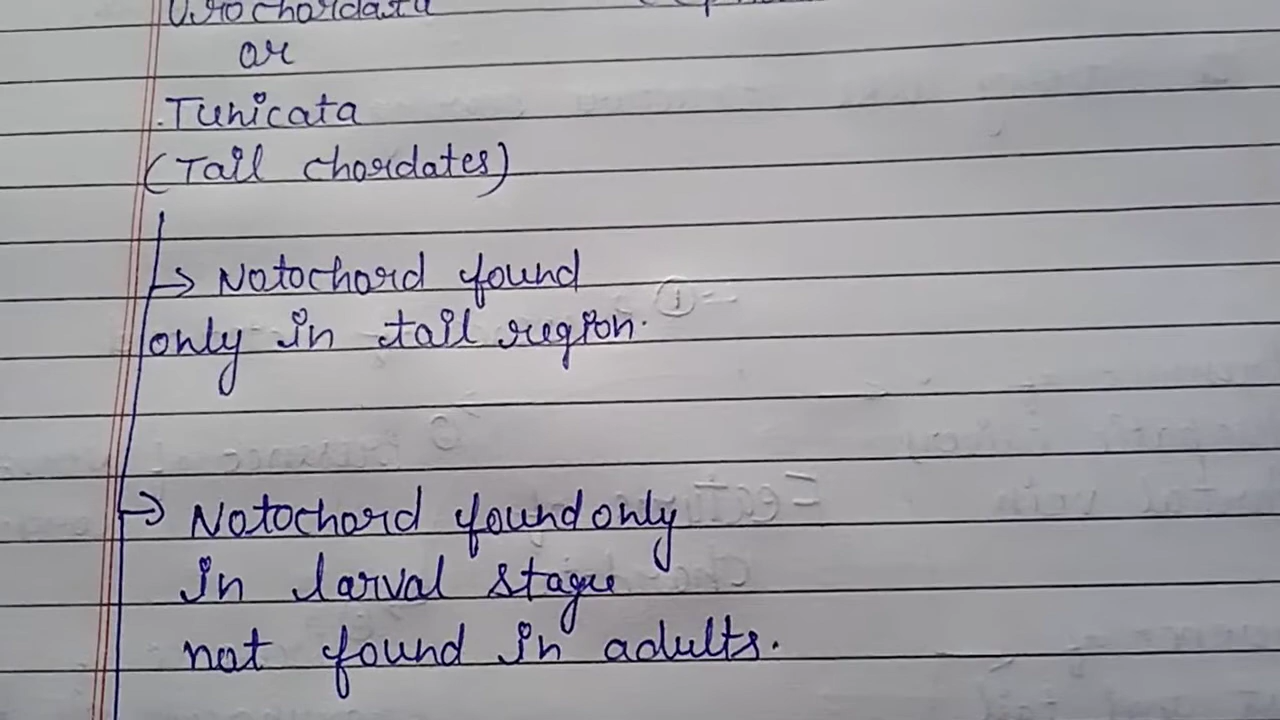 Urochordata
or
Tunicata
(Tail chordates)
→ Notochord found
only in tail region.
→ Notochord found only
in larval stage
not found in adults.